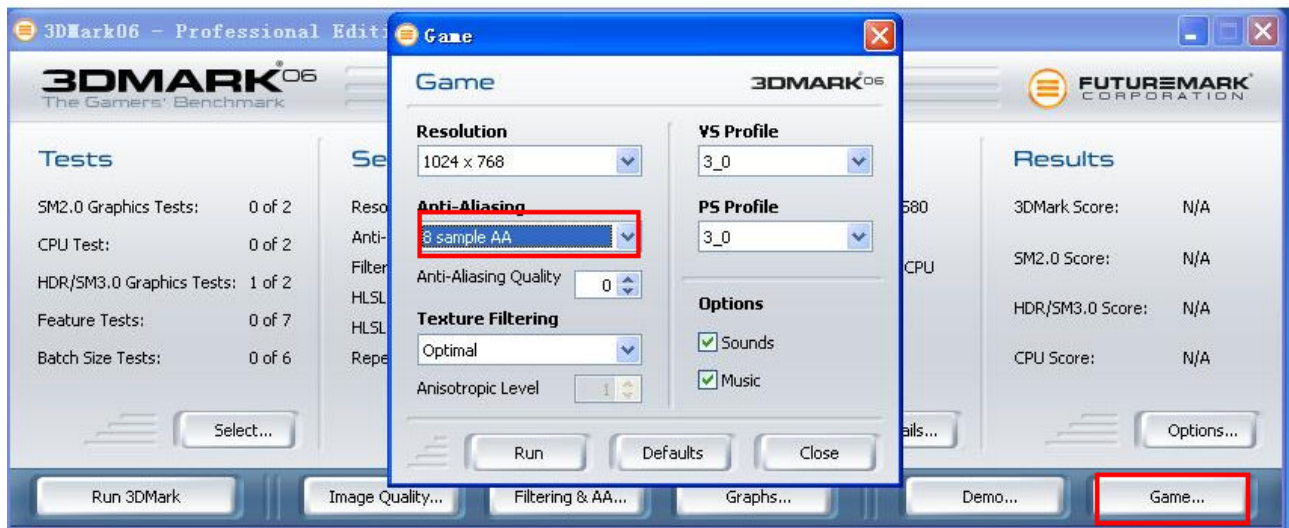 3DMark06 - Professional Editi
Game
3DMARK06
The Gamers' Benchmark
FUTUREMARK
CORPORATION
Game
3DMARK06
Tests
SM2.0 Graphics Tests: 0 of 2
CPU Test: 0 of 2
HDR/SM3.0 Graphics Tests: 1 of 2
Feature Tests: 0 of 7
Batch Size Tests: 0 of 6
Select...
Se
Reso
Anti-
Filter
HLSL
HLSL
Repe
Resolution
1024 x 768
Anti-Aliasing
8 sample AA
Anti-Aliasing Quality 0
Texture Filtering
Optimal
Anisotropic Level 1
VS Profile
3_0
PS Profile
3_0
Options
Sounds
Music
Run Defaults Close
580
CPU
ails...
Results
3DMark Score: N/A
SM2.0 Score: N/A
HDR/SM3.0 Score: N/A
CPU Score: N/A
Options...
Run 3DMark Image Quality... Filtering & AA... Graphs... Demo... Game...